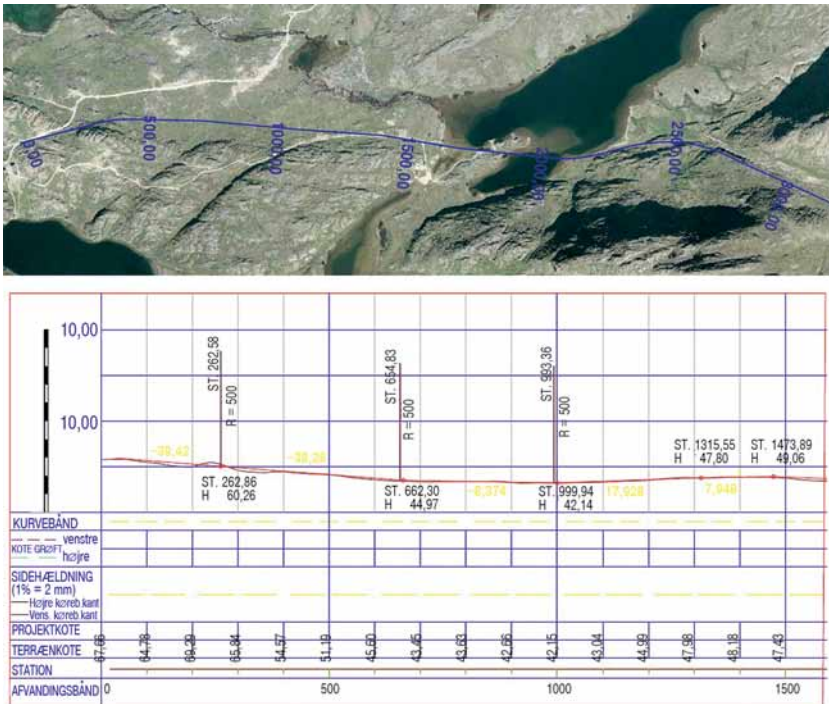 0,00
500,00
1000,00
1500,00
2000,00
2500,00
3000,00
10,00
10,00
ST. 262,58
R = 500
ST. 654,83
ST. 993,36
R = 500
-39,42
-38,26
-8,374
17,928
7,948
ST. 262,86
H 60,26
ST. 662,30
H 44,97
ST. 999,94
H 42,14
ST. 1315,55
H 47,80
ST. 1473,89
H 49,06
KURVEBÅND
KOTE GRØFT venstre
højre
SIDEHÆLDNING
(1% = 2 mm)
Højre køreb.kant
Vens. køreb.kant
PROJEKTKOTE
TERRÆNKOTE 67,66 64,78 69,29 65,84 54,57 51,19 45,60 43,45 43,63 42,66 42,15 43,04 44,99 47,98 48,18 47,43
STATION
AFVANDINGSBÅND 0 500 1000 1500